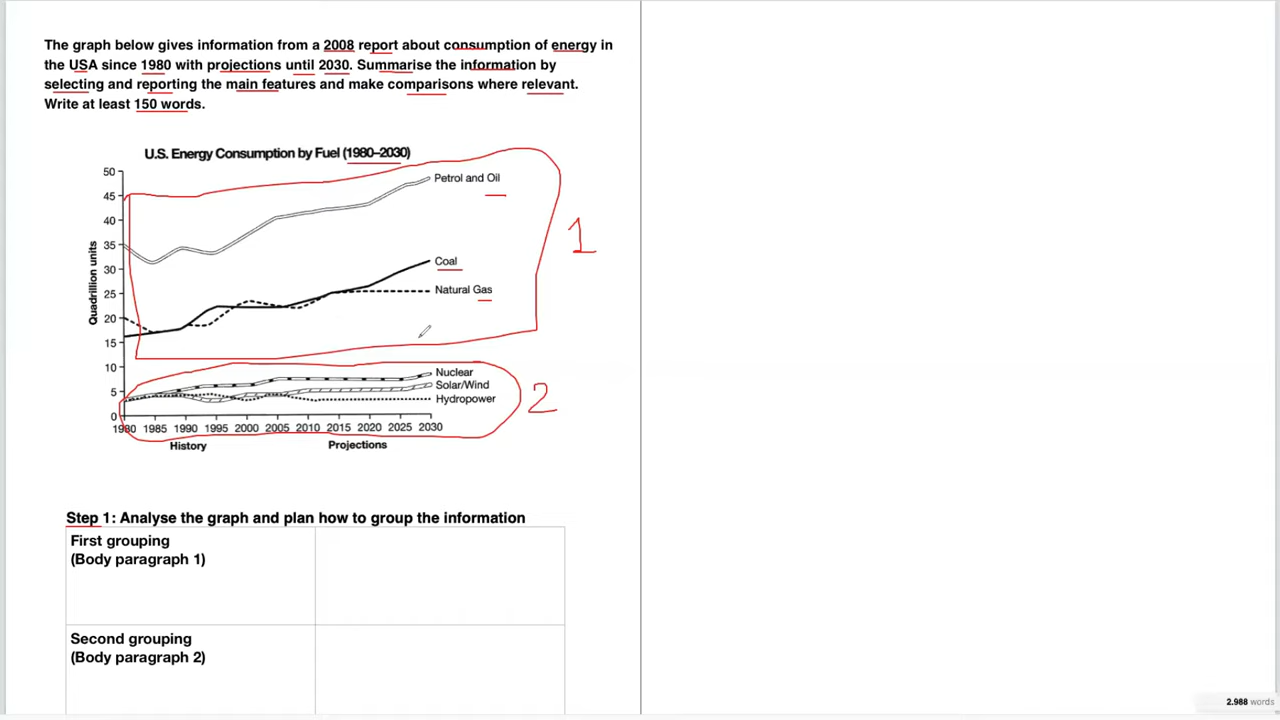 The graph below gives information from a 2008 report about consumption of energy in
the USA since 1980 with projections until 2030. Summarise the information by
selecting and reporting the main features and make comparisons where relevant.
Write at least 150 words.
U.S. Energy Consumption by Fuel (1980–2030)
Quadrillion units
50
45
40
35
30
25
20
15
10
5
0
Petrol and Oil
Coal
Natural Gas
Nuclear
Solar/Wind
Hydropower
1
2
1980 1985 1990 1995 2000 2005 2010 2015 2020 2025 2030
History Projections
Step 1: Analyse the graph and plan how to group the information
First grouping
(Body paragraph 1)
Second grouping
(Body paragraph 2)
2.988 words